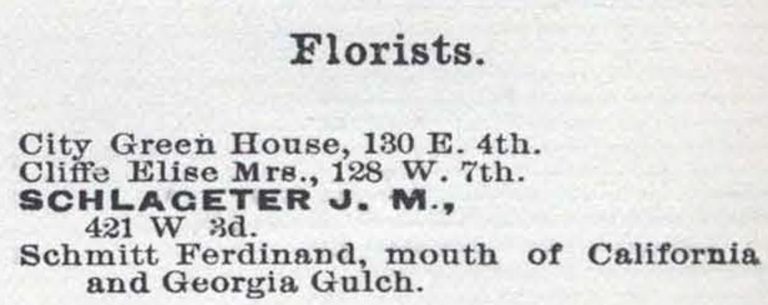 Florists.
City Green House, 130 E. 4th.
Cliffe Elise Mrs., 128 W. 7th.
SCHLAGETER J. M.,
421 W 3d.
Schmitt Ferdinand, mouth of California
and Georgia Gulch.